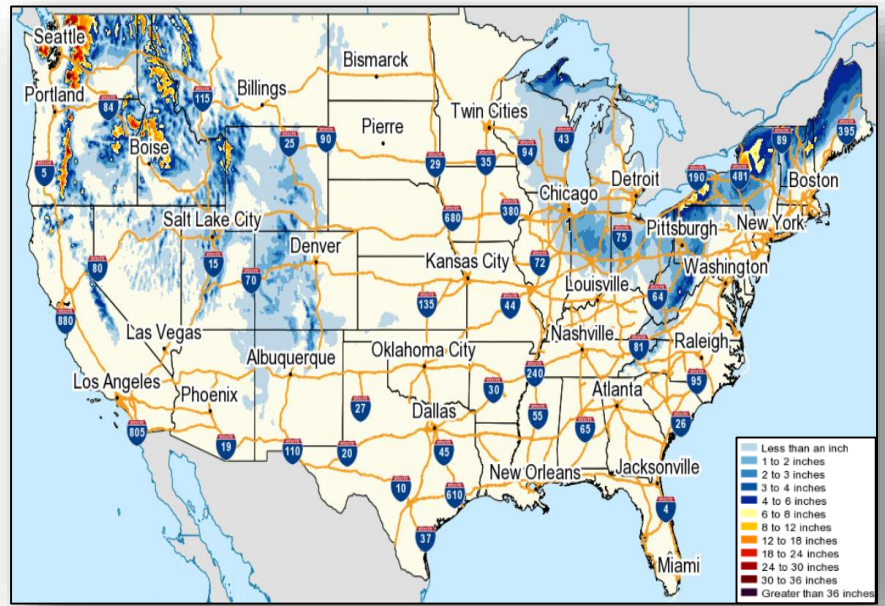 Seattle
Bismarck
Billings
Portland
84
115
Twin Cities
Pierre
25
90
Boise
5
29
35
94
43
89
395
190
481
Boston
Detroit
Chicago
Salt Lake City
680
380
Pittsburgh
New York
75
Denver
80
15
70
Kansas City
72
Washington
Louisville
64
135
44
880
Las Vegas
Nashville
81
Raleigh
Albuquerque
Oklahoma City
240
Los Angeles
Phoenix
30
95
Atlanta
27
Dallas
55
65
26
805
19
110
20
45
New Orleans
Jacksonville
10
610
4
37
Miami
Less than an inch
1 to 2 inches
2 to 3 inches
3 to 4 inches
4 to 6 inches
6 to 8 inches
8 to 12 inches
12 to 18 inches
18 to 24 inches
24 to 30 inches
30 to 36 inches
Greater than 36 inches